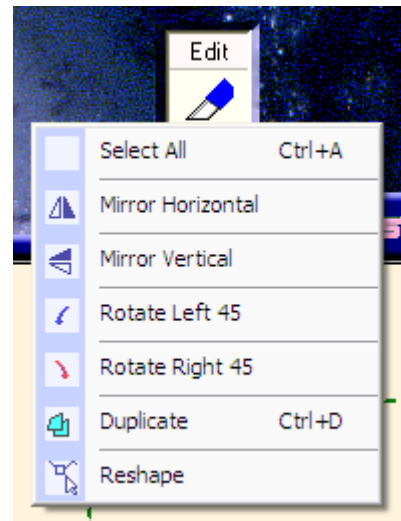 Edit
Select All Ctrl+A
Mirror Horizontal
Mirror Vertical
Rotate Left 45
Rotate Right 45
Duplicate Ctrl+D
Reshape